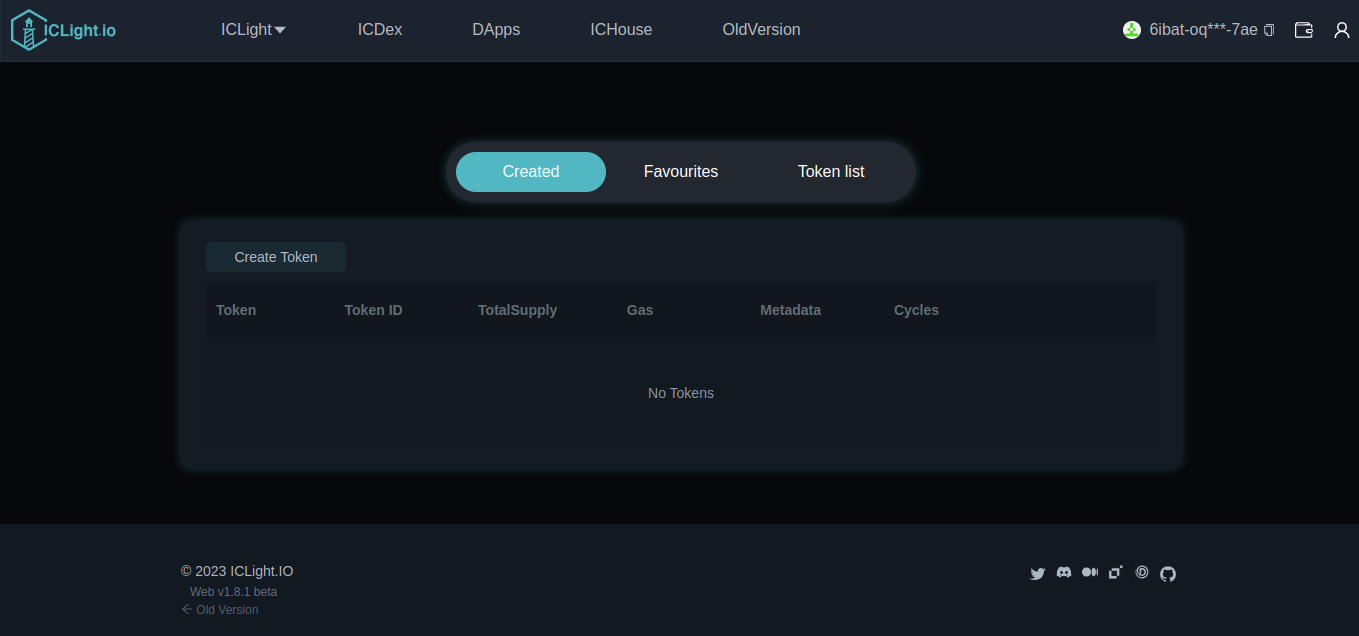 ICLight.io ICLight ICDex DApps ICHouse OldVersion 6ibat-oq***-7ae
Created Favourites Token list
Create Token
Token Token ID TotalSupply Gas Metadata Cycles
No Tokens
© 2023 ICLight.IO
Web v1.8.1 beta
Old Version